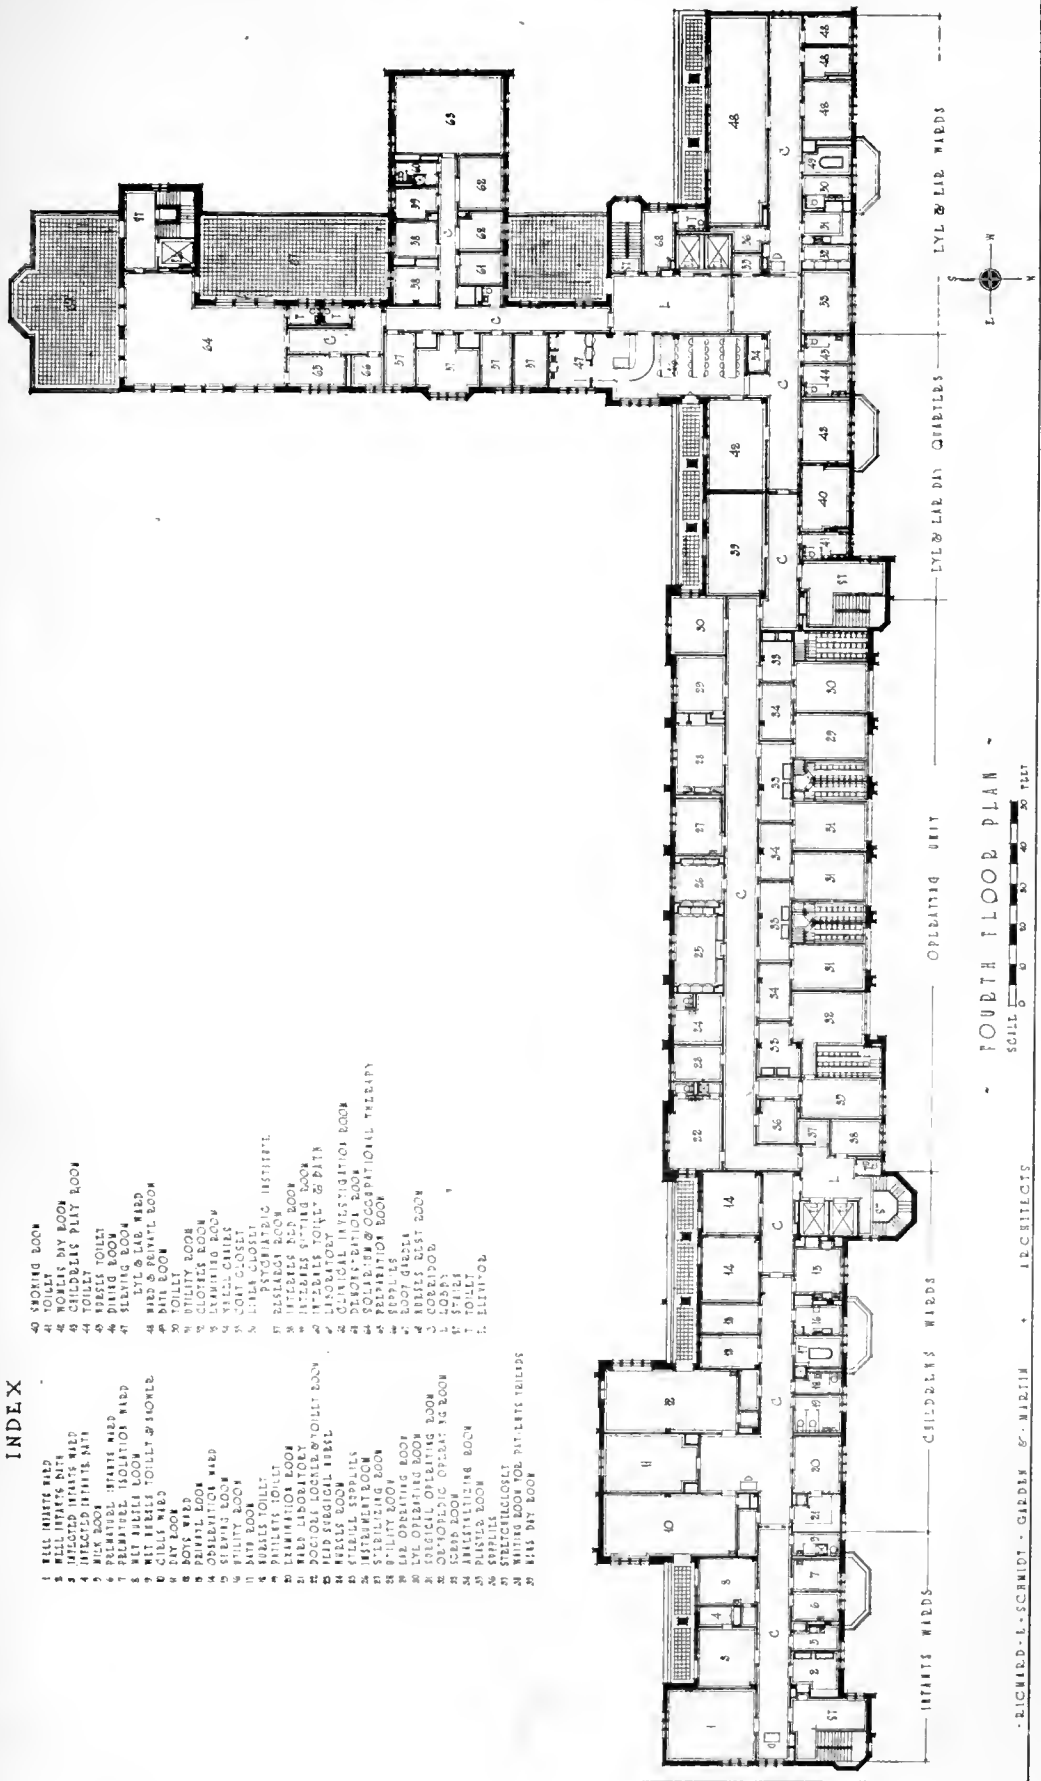 INDEX
1 WELL INFANTS WARD
2 WELL INFANTS BATH
3 INFECTED INFANTS WARD
4 INFECTED INFANTS BATH
5 MILK ROOM
6 PREMATURE INFANTS WARD
7 PREMATURE ISOLATION WARD
8 WET NURSES ROOM
9 WET NURSES TOILET & SHOWER
10 GIRLS WARD
11 DAY ROOM
12 BOYS WARD
13 PRIVATE ROOM
14 OBSERVATION WARD
15 SERVING ROOM
16 UTILITY ROOM
17 BATH ROOM
18 NURSES TOILET
19 PATIENTS TOILET
20 EXAMINATION ROOM
21 WARD LABORATORY
22 DOCTORS LOCKER & TOILET ROOM
23 HEAD SURGICAL NURSE
24 NURSES ROOM
25 STERILE SUPPLIES
26 INSTRUMENT ROOM
27 STERILIZING ROOM
28 UTILITY ROOM
29 EAR OPERATING ROOM
30 EYE OPERATING ROOM
31 SURGICAL OPERATING ROOM
32 ORTHOPEDIC OPERATING ROOM
33 SCRUB ROOM
34 ANAESTHETIZING ROOM
35 PLASTER ROOM
36 SUPPLIES
37 STRETCHER CLOSET
38 WAITING ROOM FOR PATIENTS FRIENDS
39 MENS DAY ROOM
40 SMOKING ROOM
41 TOILET
42 WOMENS DAY ROOM
43 CHILDRENS PLAY ROOM
44 TOILET
45 NURSES TOILET
46 DINING ROOM
47 SERVING ROOM
EYE & EAR WARD
48 WARD & PRIVATE ROOM
49 BATH ROOM
50 TOILET
51 UTILITY ROOM
52 CLOTHES ROOM
53 EXAMINING ROOM
54 WHEEL CHAIRS
55 COAT CLOSET
56 LINEN CLOSET
PSYCHIATRIC INSTITUTE
57 RESEARCH ROOM
58 INTERNES BED ROOM
59 INTERNES SITTING ROOM
60 INTERNES TOILET & BATH
61 LABORATORY
62 CLINICAL INVESTIGATION ROOM
63 DEMONSTRATION ROOM
64 SOLARIUM & OCCUPATIONAL THERAPY
65 PREPARATION ROOM
66 SUPPLIES
67 ROOF GARDEN
68 NURSES REST ROOM
C CORRIDOR
L LOBBY
ST STAIRS
T TOILET
E ELEVATOR
INFANTS WARDS
CHILDRENS WARDS
OPERATING UNIT
EYE & EAR DAY QUARTERS
EYE & EAR WARDS
- FOURTH FLOOR PLAN -
SCALE 0 10 20 30 40 50 FEET
· RICHARD · E · SCHMIDT · GARDEN & · MARTIN · ARCHITECTS ·